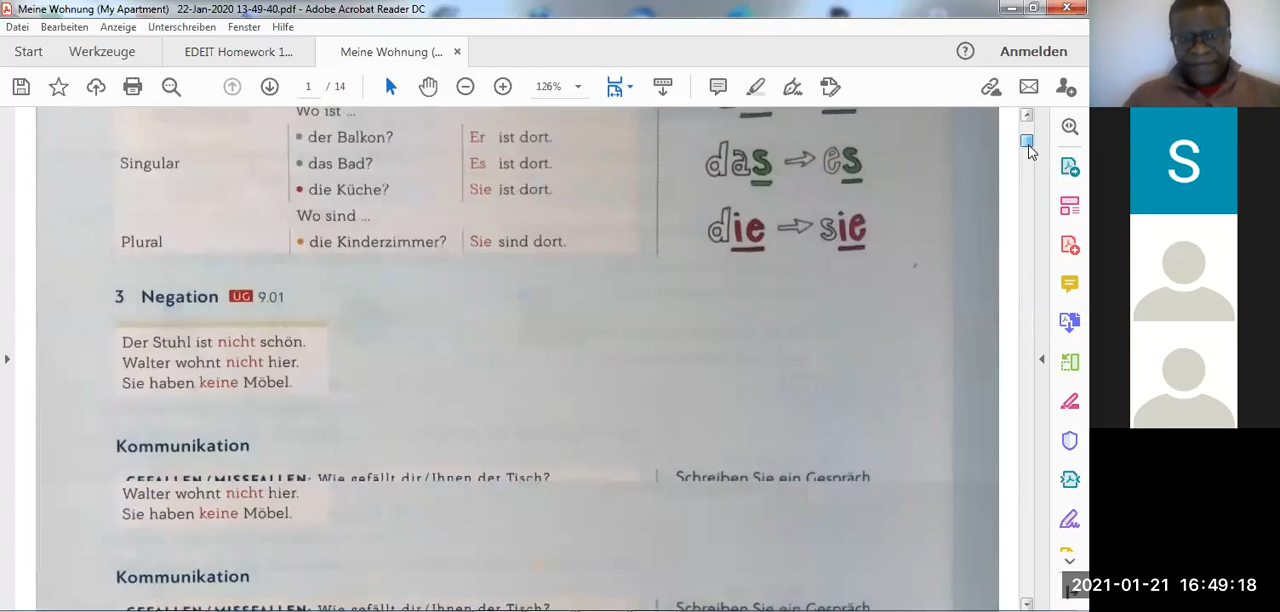 Meine Wohnung (My Apartment) 22-Jan-2020 13-49-40.pdf - Adobe Acrobat Reader DC
Datei Bearbeiten Anzeige Unterschreiben Fenster Hilfe
Start Werkzeuge EDEIT Homework 1... Meine Wohnung (... × Anmelden
1 / 14 126%
Wo ist ...
der Balkon? Er ist dort.
Singular das Bad? Es ist dort.
die Küche? Sie ist dort.
Wo sind ...
Plural die Kinderzimmer? Sie sind dort.
das ⇒ es
die ⇒ sie
3 Negation UG 9.01
Der Stuhl ist nicht schön.
Walter wohnt nicht hier.
Sie haben keine Möbel.
Kommunikation
GEFALLEN/MISSFALLEN: Wie gefällt dir/Ihnen der Tisch? Schreiben Sie ein Gespräch
Walter wohnt nicht hier.
Sie haben keine Möbel.
Kommunikation
GEFALLEN/MISSFALLEN: Wie gefällt dir/Ihnen der Tisch? Schreiben Sie ein Gespräch
S
2021-01-21 16:49:18